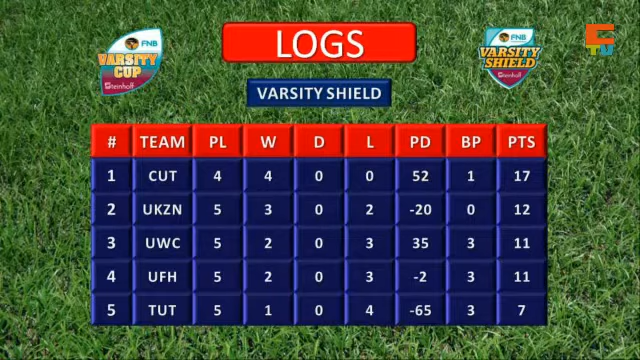 FNB
VARSITY
CUP
Steinhoff
LOGS
FNB
VARSITY
SHIELD
Steinhoff
TV
VARSITY SHIELD
# TEAM PL W D L PD BP PTS
1 CUT 4 4 0 0 52 1 17
2 UKZN 5 3 0 2 -20 0 12
3 UWC 5 2 0 3 35 3 11
4 UFH 5 2 0 3 -2 3 11
5 TUT 5 1 0 4 -65 3 7